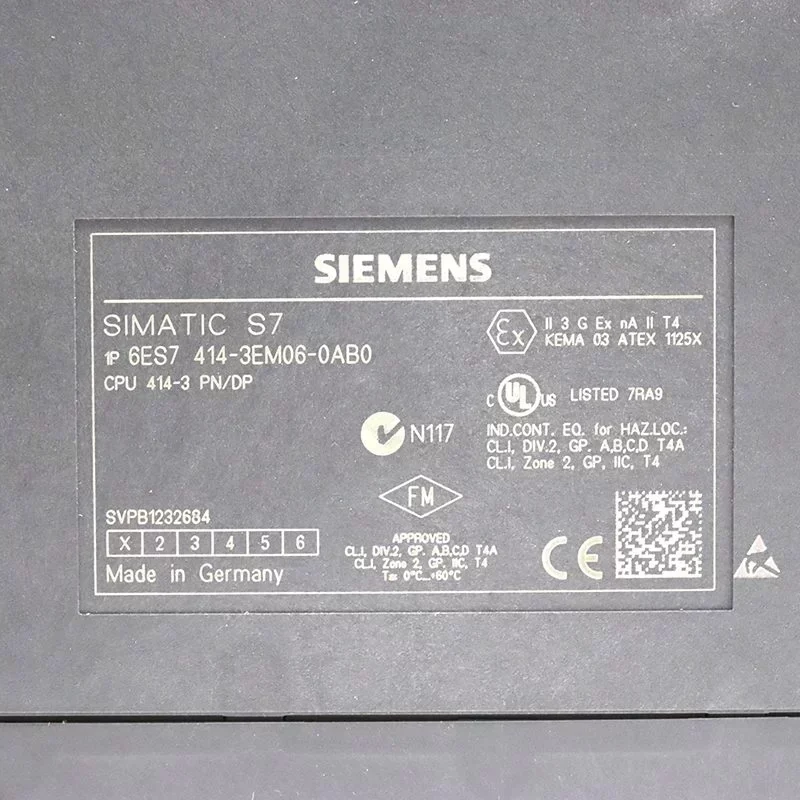 SIEMENS
SIMATIC S7
1P 6ES7 414-3EM06-0AB0
CPU 414-3 PN/DP
Ex II 3 G Ex nA II T4
KEMA 03 ATEX 1125X
C UL US LISTED 7RA9
N117
IND.CONT. EQ. for HAZ.LOC.:
CL.I, DIV.2, GP. A,B,C,D T4A
CL.I, Zone 2, GP, IIC, T4
FM
APPROVED
CL.I, DIV.2, GP. A,B,C,D T4A
CL.I, Zone 2, GP. IIC, T4
Ta: 0°C...+60°C
SVPB1232684
X 2 3 4 5 6
Made in Germany
CE